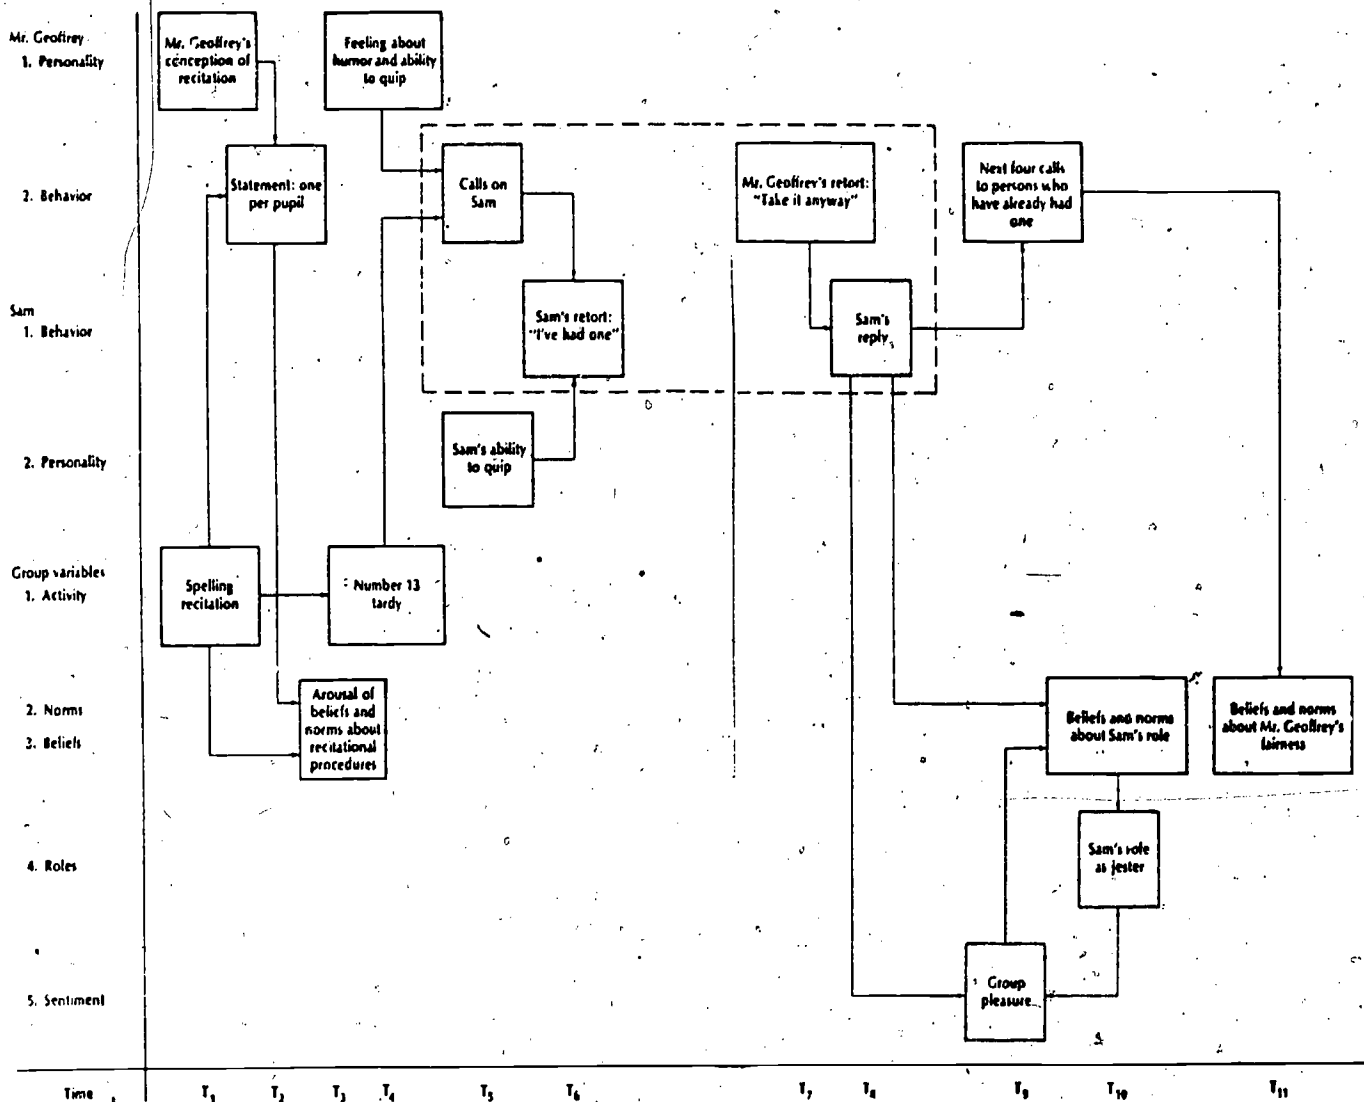 Mr. Geoffrey
1. Personality
Mr. Geoffrey's
conception of
recitation
Feeling about
humor and ability
to quip
2. Behavior
Statement: one
per pupil
Calls on
Sam
Mr. Geoffrey's retort:
"Take it anyway"
Next four calls
to persons who
have already had
one
Sam
1. Behavior
Sam's retort:
"I've had one"
Sam's
reply
2. Personality
Sam's ability
to quip
Group variables
1. Activity
Spelling
recitation
Number 13
tardy
2. Norms
3. Beliefs
Arousal of
beliefs and
norms about
recitational
procedures
Beliefs and norms
about Sam's role
Beliefs and norms
about Mr. Geoffrey's
fairness
4. Roles
Sam's role
as jester
5. Sentiment
Group
pleasure
Time T1 T2 T3 T4 T5 T6 T7 T8 T9 T10 T11